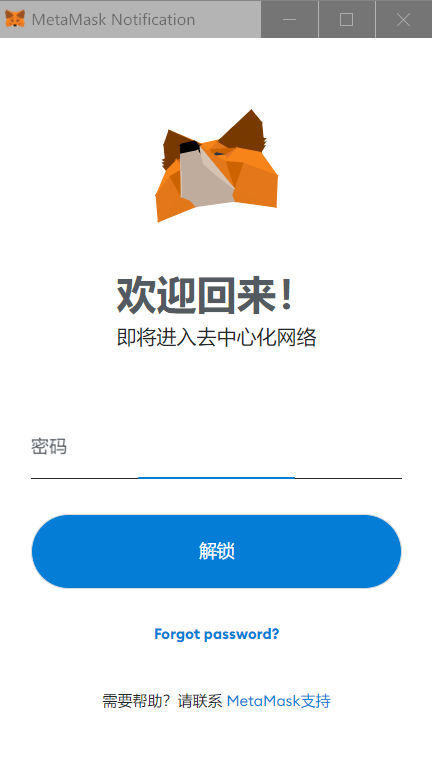 MetaMask Notification
欢迎回来！
即将进入去中心化网络
密码
解锁
Forgot password?
需要帮助？请联系 MetaMask支持